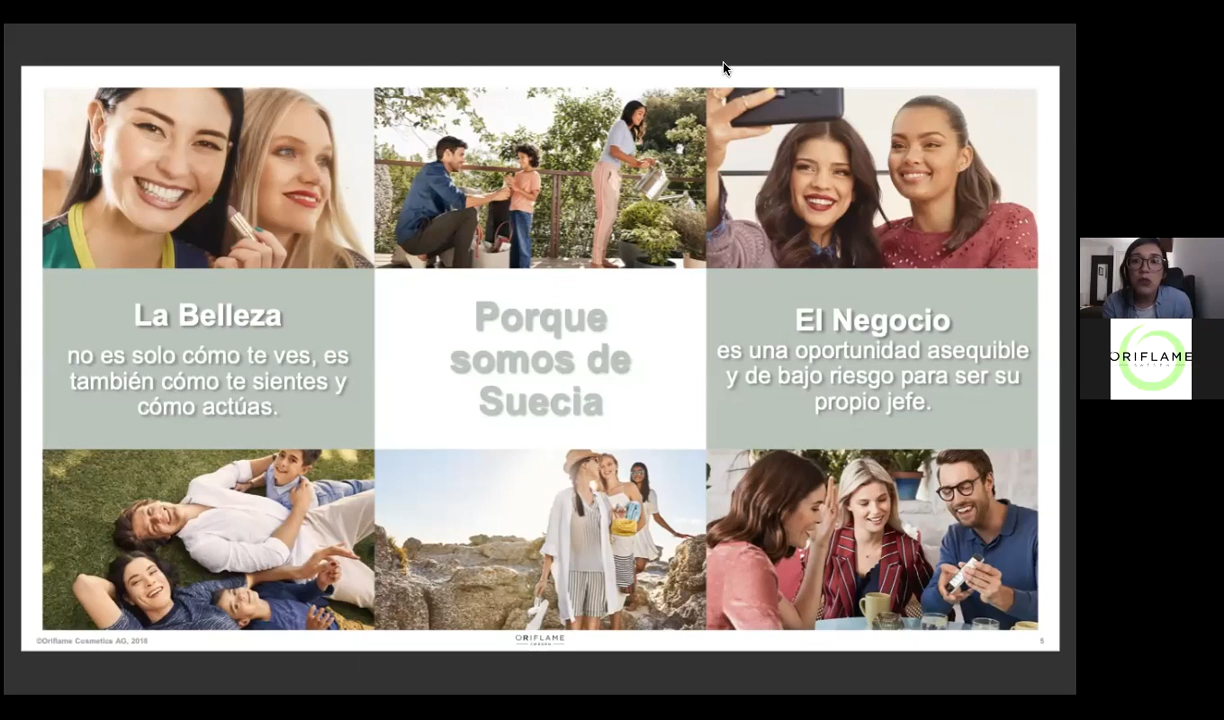 La Belleza
no es solo cómo te ves, es
también cómo te sientes y
cómo actúas.
Porque
somos de
Suecia
El Negocio
es una oportunidad asequible
y de bajo riesgo para ser su
propio jefe.
©Oriflame Cosmetics AG, 2018
ORIFLAME
SWEDEN
5
ORIFLAME
SWEDEN